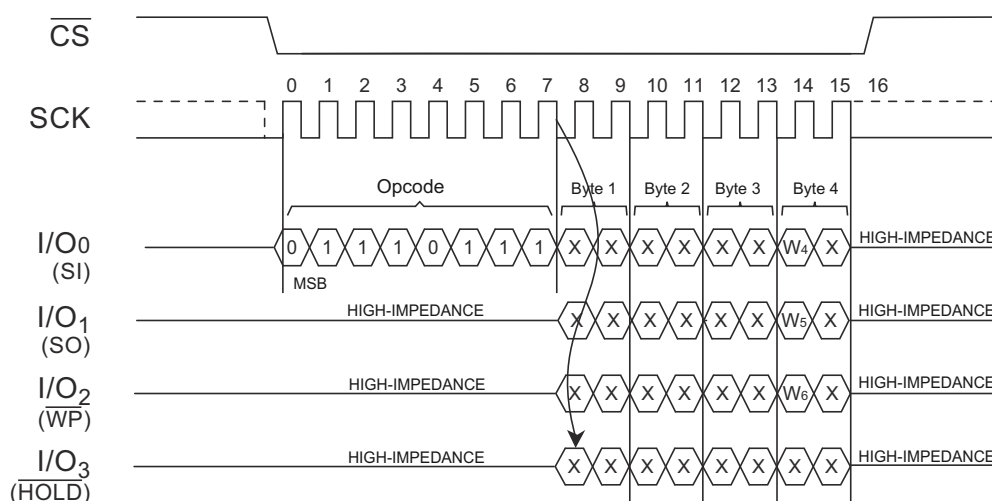 CS
0 1 2 3 4 5 6 7 8 9 10 11 12 13 14 15 16
SCK
Opcode Byte 1 Byte 2 Byte 3 Byte 4
I/O0 0 1 1 1 0 1 1 1 X X X X X X W4 X HIGH-IMPEDANCE
(SI)
MSB
I/O1 HIGH-IMPEDANCE X X X X X X W5 X HIGH-IMPEDANCE
(SO)
I/O2 HIGH-IMPEDANCE X X X X X X W6 X HIGH-IMPEDANCE
(WP)
I/O3 HIGH-IMPEDANCE X X X X X X X X HIGH-IMPEDANCE
(HOLD)